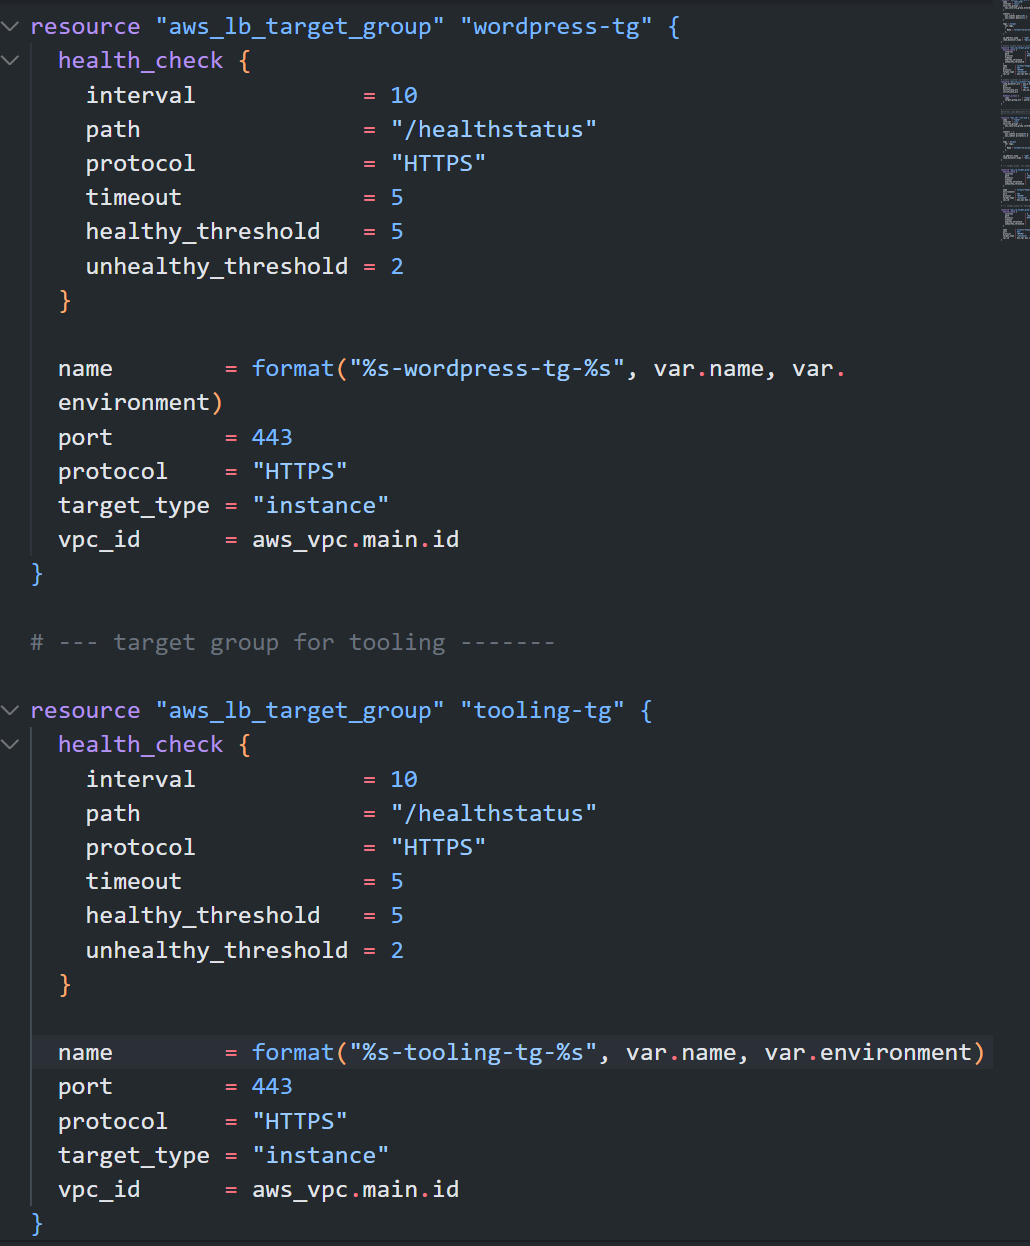 resource "aws_lb_target_group" "wordpress-tg" {
  health_check {
    interval            = 10
    path                = "/healthstatus"
    protocol            = "HTTPS"
    timeout             = 5
    healthy_threshold   = 5
    unhealthy_threshold = 2
  }

  name        = format("%s-wordpress-tg-%s", var.name, var.
  environment)
  port        = 443
  protocol    = "HTTPS"
  target_type = "instance"
  vpc_id      = aws_vpc.main.id
}

# --- target group for tooling -------

resource "aws_lb_target_group" "tooling-tg" {
  health_check {
    interval            = 10
    path                = "/healthstatus"
    protocol            = "HTTPS"
    timeout             = 5
    healthy_threshold   = 5
    unhealthy_threshold = 2
  }

  name        = format("%s-tooling-tg-%s", var.name, var.environment)
  port        = 443
  protocol    = "HTTPS"
  target_type = "instance"
  vpc_id      = aws_vpc.main.id
}